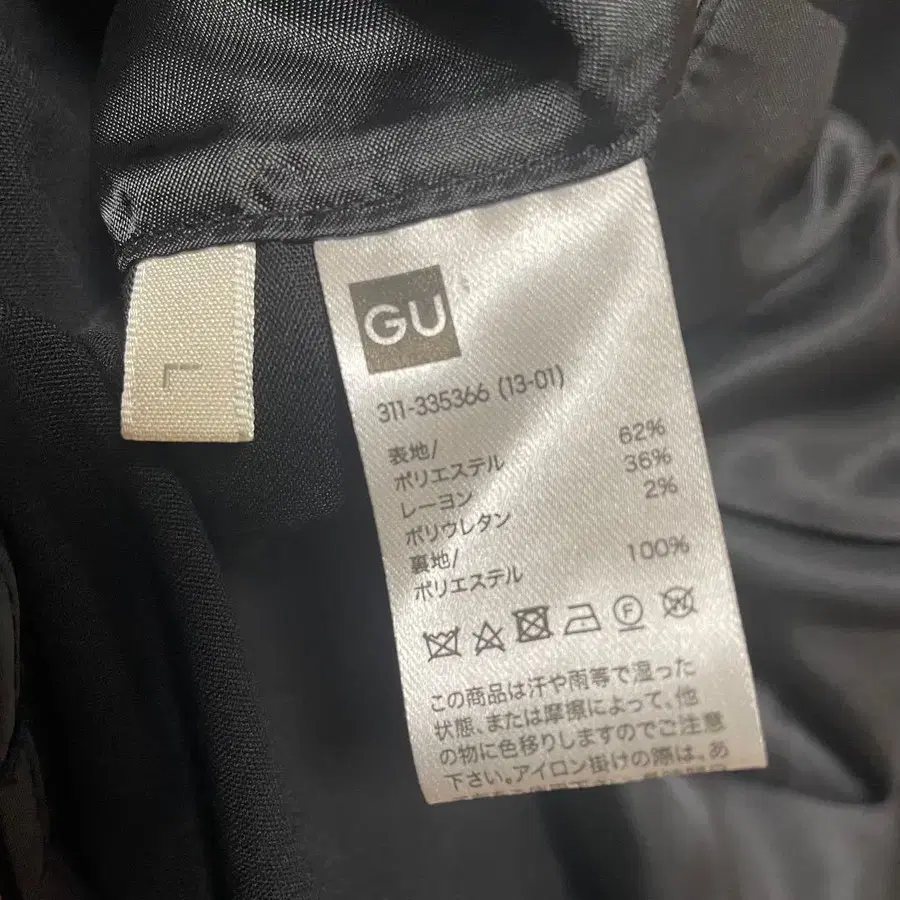 GU
L
311-335366 (13-01)
表地/
ポリエステル 62%
レーヨン 36%
ポリウレタン 2%
裏地/
ポリエステル 100%
F
W
この商品は汗や雨等で湿った
状態、または摩擦によって、他
の物に色移りしますのでご注意
下さい。アイロン掛けの際は、あ